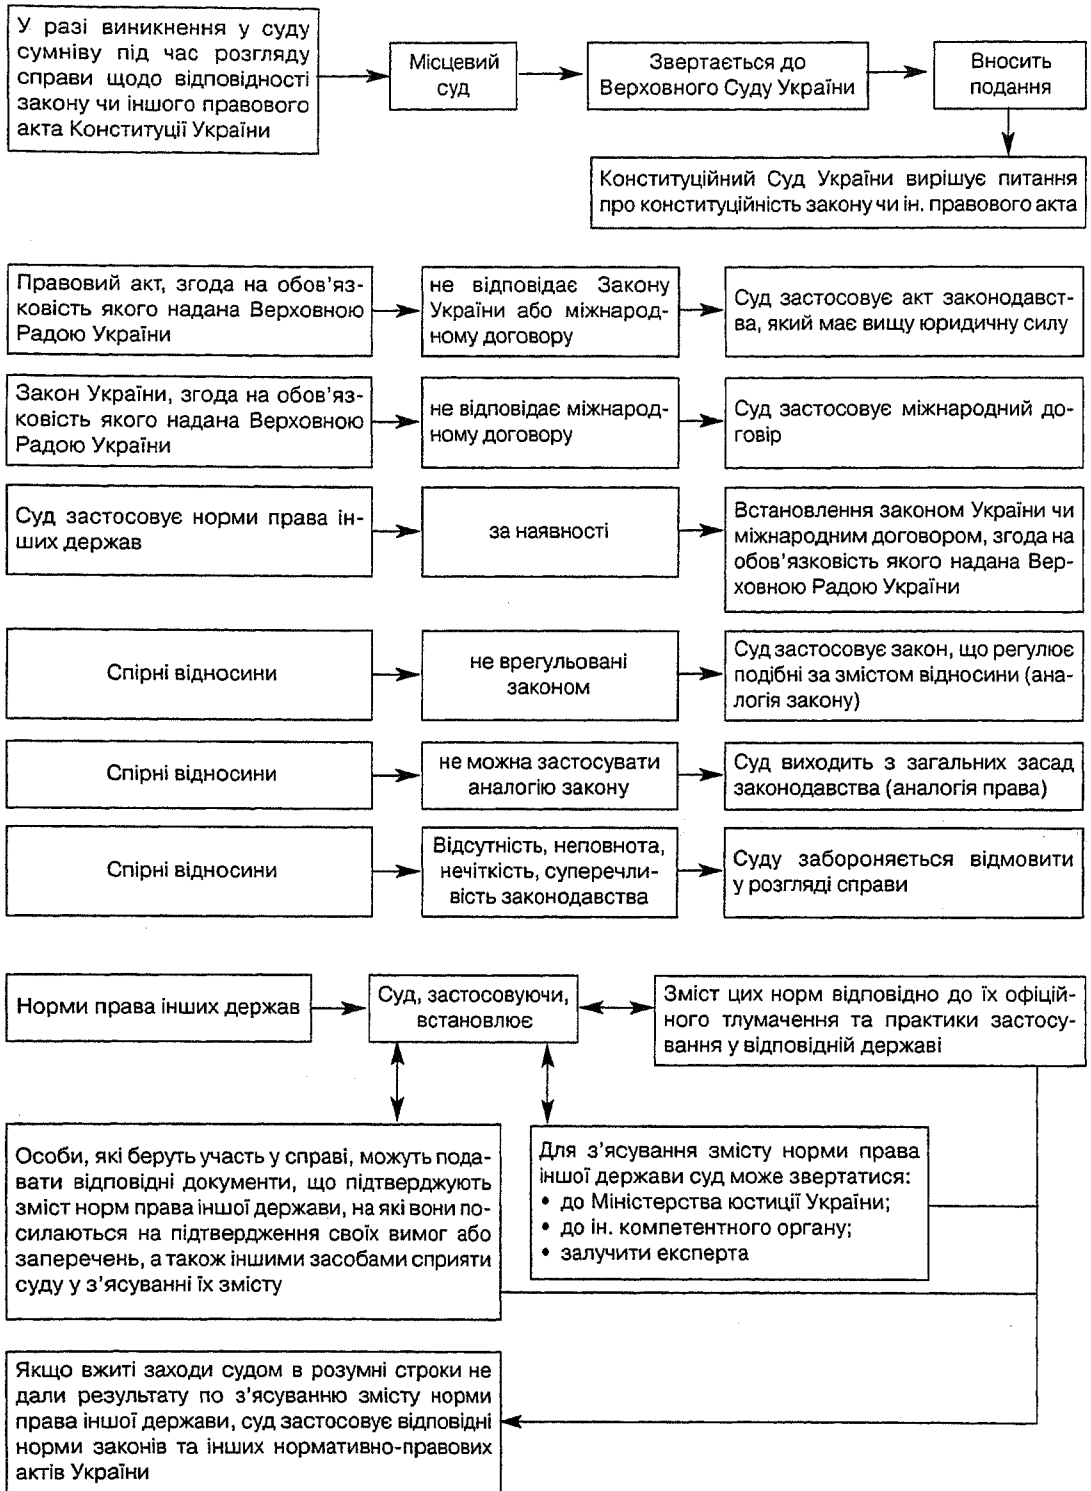 У разі виникнення у суду
сумніву під час розгляду
справи щодо відповідності
закону чи іншого правового
акта Конституції України
Місцевий
суд
Звертається до
Верховного Суду України
Вносить
подання
Конституційний Суд України вирішує питання
про конституційність закону чи ін. правового акта
Правовий акт, згода на обов’яз-
ковість якого надана Верховною
Радою України
не відповідає Закону
України або міжнарод-
ному договору
Суд застосовує акт законодавст-
ва, який має вищу юридичну силу
Закон України, згода на обов’яз-
ковість якого надана Верховною
Радою України
не відповідає міжнарод-
ному договору
Суд застосовує міжнародний до-
говір
Суд застосовує норми права ін-
ших держав
за наявності
Встановлення законом України чи
міжнародним договором, згода на
обов’язковість якого надана Вер-
ховною Радою України
Спірні відносини
не врегульовані
законом
Суд застосовує закон, що регулює
подібні за змістом відносини (ана-
логія закону)
Спірні відносини
не можна застосувати
аналогію закону
Суд виходить з загальних засад
законодавства (аналогія права)
Спірні відносини
Відсутність, неповнота,
нечіткість, суперечли-
вість законодавства
Суду забороняється відмовити
у розгляді справи
Норми права інших держав
Суд, застосовуючи,
встановлює
Зміст цих норм відповідно до їх офіцій-
ного тлумачення та практики застосу-
вання у відповідній державі
Особи, які беруть участь у справі, можуть пода-
вати відповідні документи, що підтверджують
зміст норм права іншої держави, на які вони по-
силаються на підтвердження своїх вимог або
заперечень, а також іншими засобами сприяти
суду у з’ясуванні їх змісту
Для з’ясування змісту норми права
іншої держави суд може звертатися:
• до Міністерства юстиції України;
• до ін. компетентного органу;
• залучити експерта
Якщо вжиті заходи судом в розумні строки не
дали результату по з’ясуванню змісту норми
права іншої держави, суд застосовує відповідні
норми законів та інших нормативно-правових
актів України